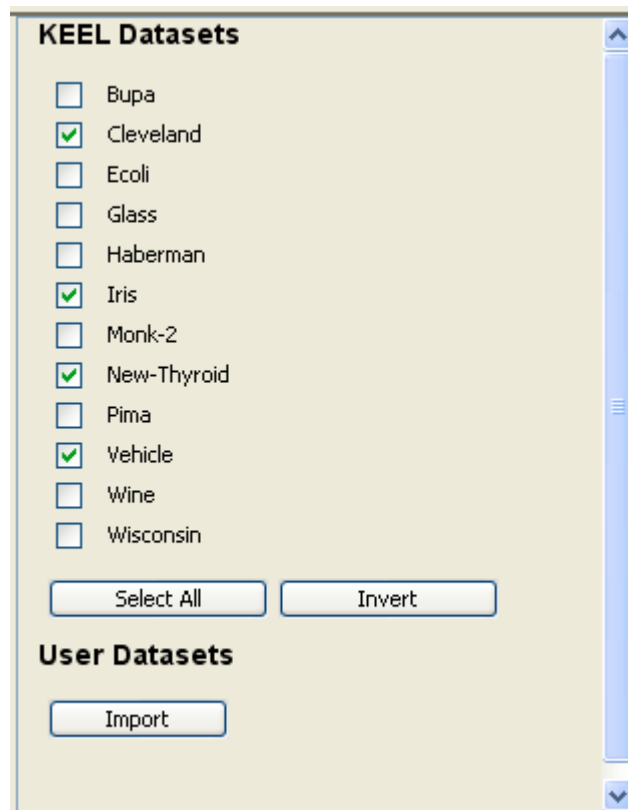 KEEL Datasets
Bupa
Cleveland
Ecoli
Glass
Haberman
Iris
Monk-2
New-Thyroid
Pima
Vehicle
Wine
Wisconsin
Select All Invert
User Datasets
Import